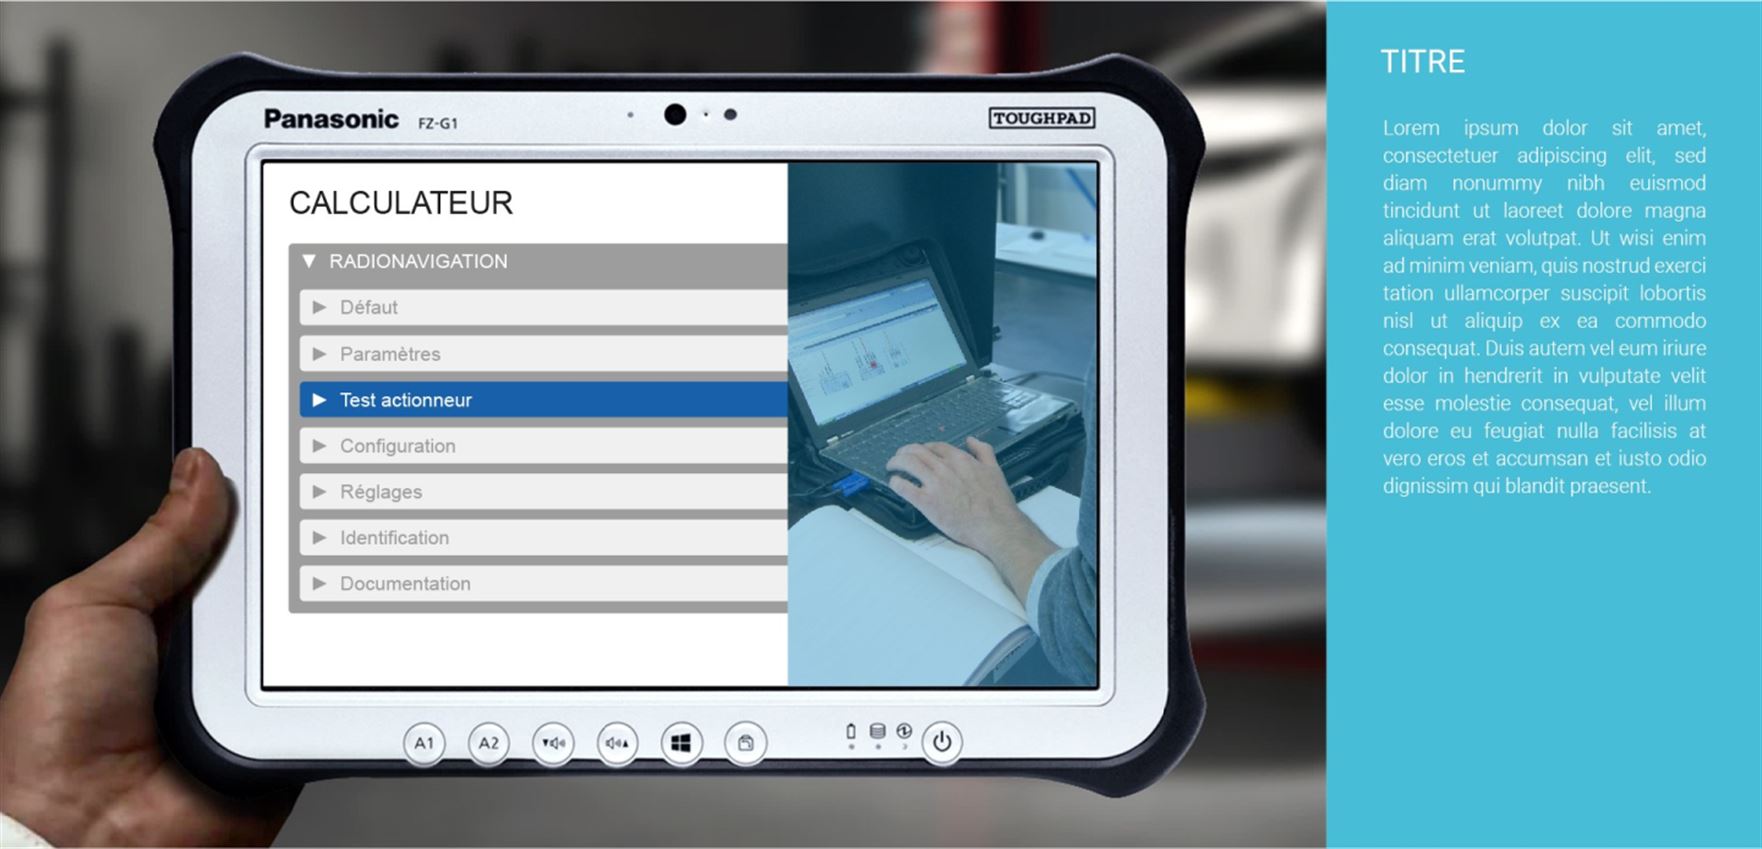 Panasonic FZ-G1
TOUGHPAD
CALCULATEUR
▼ RADIONAVIGATION
► Défaut
► Paramètres
► Test actionneur
► Configuration
► Réglages
► Identification
► Documentation
A1 A2
TITRE
Lorem ipsum dolor sit amet,
consectetuer adipiscing elit, sed
diam nonummy nibh euismod
tincidunt ut laoreet dolore magna
aliquam erat volutpat. Ut wisi enim
ad minim veniam, quis nostrud exerci
tation ullamcorper suscipit lobortis
nisl ut aliquip ex ea commodo
consequat. Duis autem vel eum iriure
dolor in hendrerit in vulputate velit
esse molestie consequat, vel illum
dolore eu feugiat nulla facilisis at
vero eros et accumsan et iusto odio
dignissim qui blandit praesent.